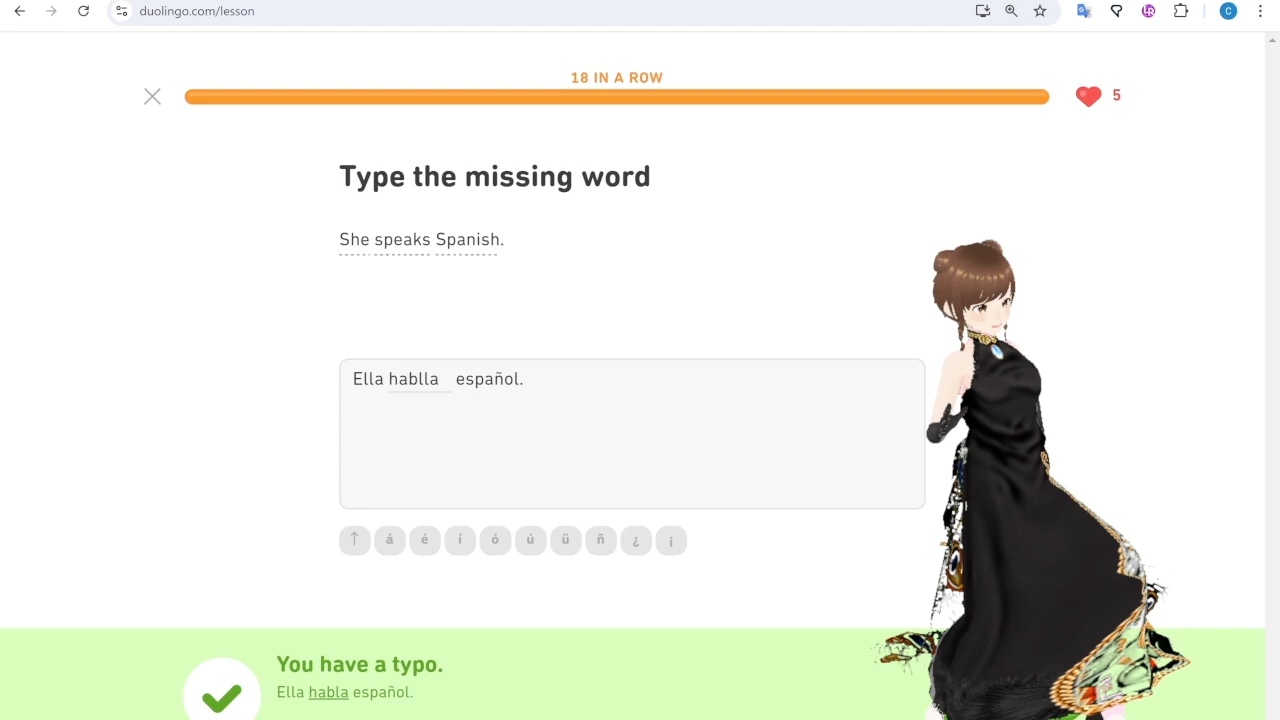 duolingo.com/lesson
C
18 IN A ROW
5
Type the missing word
She speaks Spanish.
Ella hablla español.
↑ á é í ó ú ü ñ ¿ ¡
You have a typo.
Ella habla español.